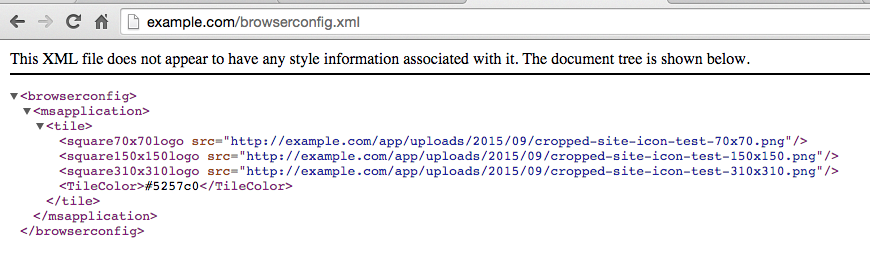 example.com/browserconfig.xml
This XML file does not appear to have any style information associated with it. The document tree is shown below.
▼<browserconfig>
▼<msapplication>
▼<tile>
<square70x70logo src="http://example.com/app/uploads/2015/09/cropped-site-icon-test-70x70.png"/>
<square150x150logo src="http://example.com/app/uploads/2015/09/cropped-site-icon-test-150x150.png"/>
<square310x310logo src="http://example.com/app/uploads/2015/09/cropped-site-icon-test-310x310.png"/>
<TileColor>#5257c0</TileColor>
</tile>
</msapplication>
</browserconfig>